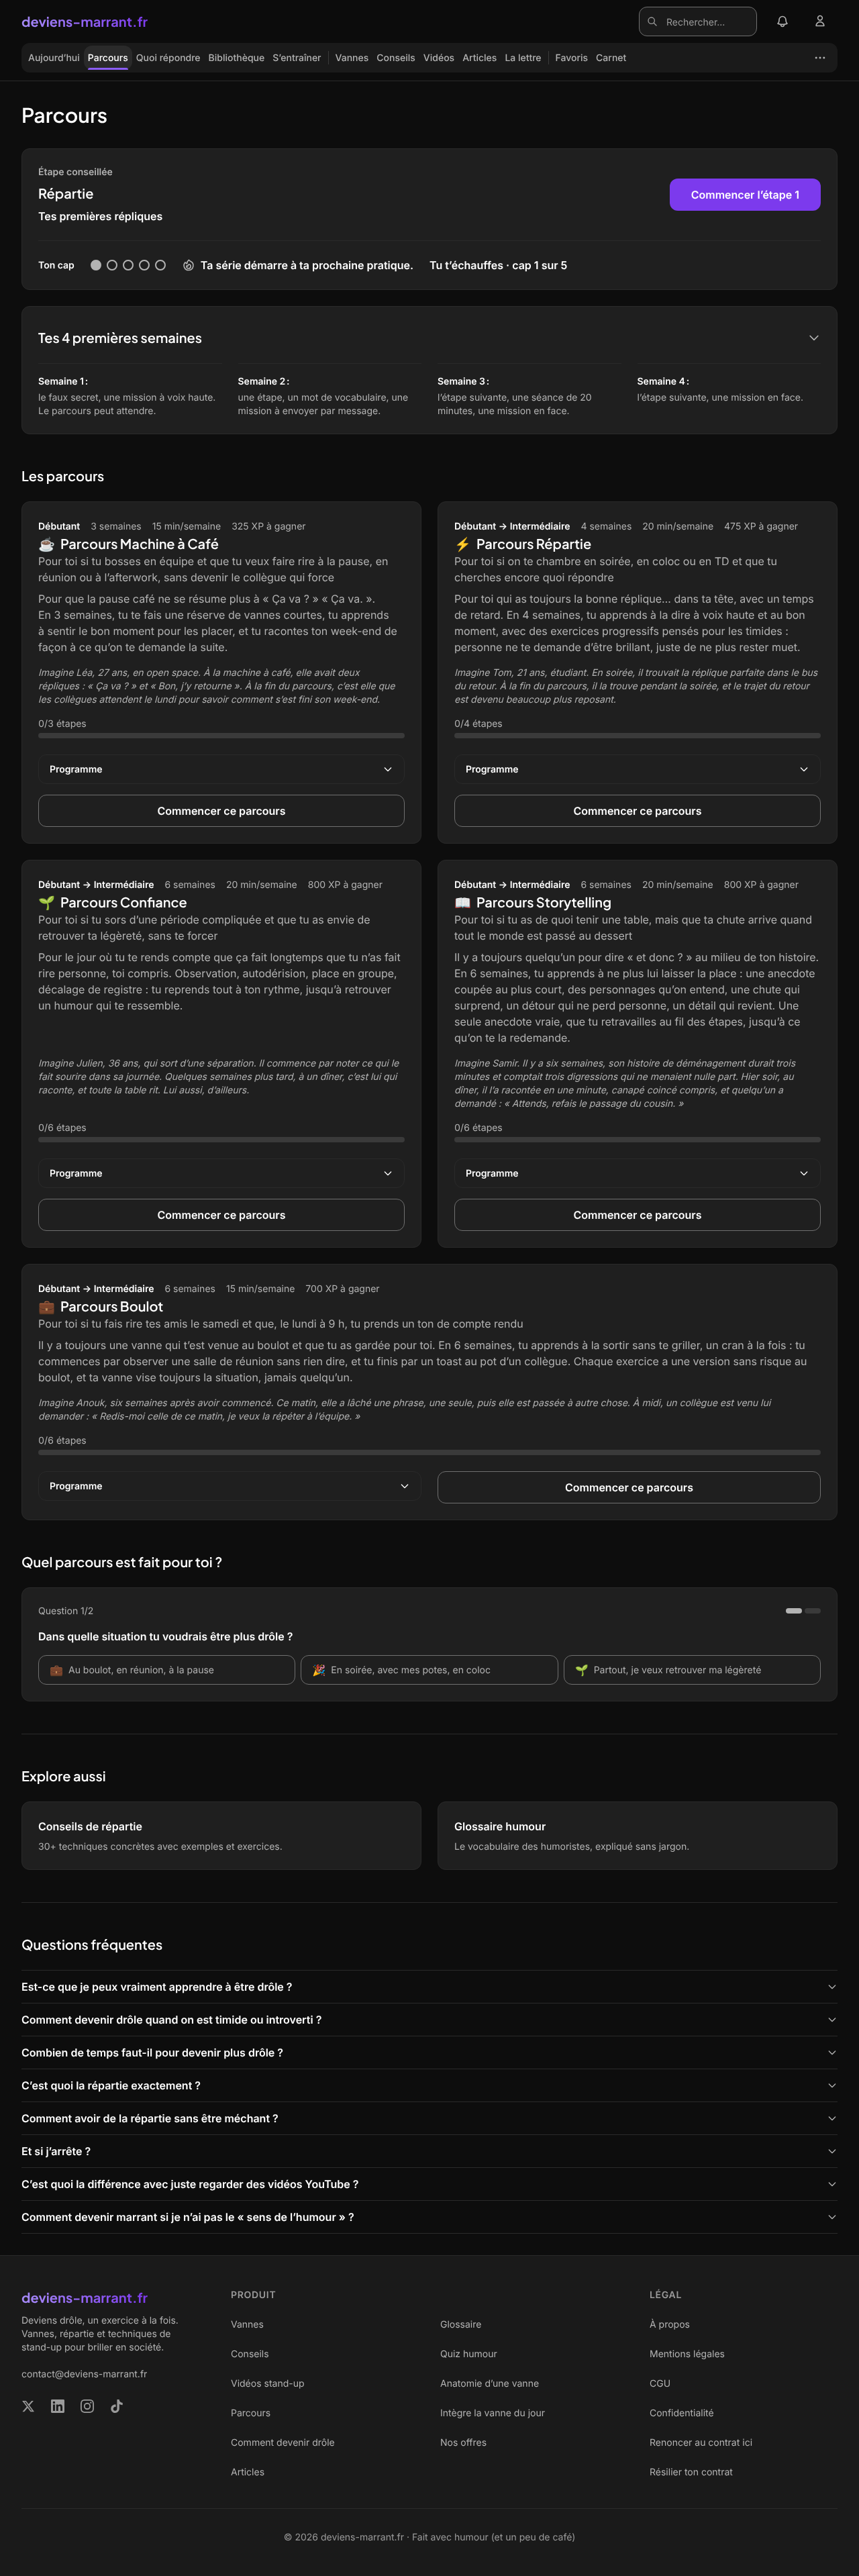 deviens-marrant.fr
Rechercher...
Aujourd’hui Parcours Quoi répondre Bibliothèque S’entraîner Vannes Conseils Vidéos Articles La lettre Favoris Carnet
Parcours
Étape conseillée
Répartie
Tes premières répliques
Commencer l’étape 1
Ton cap
Ta série démarre à ta prochaine pratique.
Tu t’échauffes · cap 1 sur 5
Tes 4 premières semaines
Semaine 1 :
le faux secret, une mission à voix haute.
Le parcours peut attendre.
Semaine 2 :
une étape, un mot de vocabulaire, une
mission à envoyer par message.
Semaine 3 :
l’étape suivante, une séance de 20
minutes, une mission en face.
Semaine 4 :
l’étape suivante, une mission en face.
Les parcours
Débutant 3 semaines 15 min/semaine 325 XP à gagner
☕ Parcours Machine à Café
Pour toi si tu bosses en équipe et que tu veux faire rire à la pause, en
réunion ou à l’afterwork, sans devenir le collègue qui force
Pour que la pause café ne se résume plus à « Ça va ? » « Ça va. ».
En 3 semaines, tu te fais une réserve de vannes courtes, tu apprends
à sentir le bon moment pour les placer, et tu racontes ton week-end de
façon à ce qu’on te demande la suite.
Imagine Léa, 27 ans, en open space. À la machine à café, elle avait deux
répliques : « Ça va ? » et « Bon, j’y retourne ». À la fin du parcours, c’est elle que
les collègues attendent le lundi pour savoir comment s’est fini son week-end.
0/3 étapes
Programme
Commencer ce parcours
Débutant → Intermédiaire 4 semaines 20 min/semaine 475 XP à gagner
⚡ Parcours Répartie
Pour toi si on te chambre en soirée, en coloc ou en TD et que tu
cherches encore quoi répondre
Pour toi qui as toujours la bonne réplique... dans ta tête, avec un temps
de retard. En 4 semaines, tu apprends à la dire à voix haute et au bon
moment, avec des exercices progressifs pensés pour les timides :
personne ne te demande d’être brillant, juste de ne plus rester muet.
Imagine Tom, 21 ans, étudiant. En soirée, il trouvait la réplique parfaite dans le bus
du retour. À la fin du parcours, il la trouve pendant la soirée, et le trajet du retour
est devenu beaucoup plus reposant.
0/4 étapes
Programme
Commencer ce parcours
Débutant → Intermédiaire 6 semaines 20 min/semaine 800 XP à gagner
🌱 Parcours Confiance
Pour toi si tu sors d’une période compliquée et que tu as envie de
retrouver ta légèreté, sans te forcer
Pour le jour où tu te rends compte que ça fait longtemps que tu n’as fait
rire personne, toi compris. Observation, autodérision, place en groupe,
décalage de registre : tu reprends tout à ton rythme, jusqu’à retrouver
un humour qui te ressemble.
Imagine Julien, 36 ans, qui sort d’une séparation. Il commence par noter ce qui le
fait sourire dans sa journée. Quelques semaines plus tard, à un dîner, c’est lui qui
raconte, et toute la table rit. Lui aussi, d’ailleurs.
0/6 étapes
Programme
Commencer ce parcours
Débutant → Intermédiaire 6 semaines 20 min/semaine 800 XP à gagner
📖 Parcours Storytelling
Pour toi si tu as de quoi tenir une table, mais que ta chute arrive quand
tout le monde est passé au dessert
Il y a toujours quelqu’un pour dire « et donc ? » au milieu de ton histoire.
En 6 semaines, tu apprends à ne plus lui laisser la place : une anecdote
coupée au plus court, des personnages qu’on entend, une chute qui
surprend, un détour qui ne perd personne, un détail qui revient. Une
seule anecdote vraie, que tu retravailles au fil des étapes, jusqu’à ce
qu’on te la redemande.
Imagine Samir. Il y a six semaines, son histoire de déménagement durait trois
minutes et comptait trois digressions qui ne menaient nulle part. Hier soir, au
dîner, il l’a racontée en une minute, canapé coincé compris, et quelqu’un a
demandé : « Attends, refais le passage du cousin. »
0/6 étapes
Programme
Commencer ce parcours
Débutant → Intermédiaire 6 semaines 15 min/semaine 700 XP à gagner
💼 Parcours Boulot
Pour toi si tu fais rire tes amis le samedi et que, le lundi à 9 h, tu prends un ton de compte rendu
Il y a toujours une vanne qui t’est venue au boulot et que tu as gardée pour toi. En 6 semaines, tu apprends à la sortir sans te griller, un cran à la fois : tu
commences par observer une salle de réunion sans rien dire, et tu finis par un toast au pot d’un collègue. Chaque exercice a une version sans risque au
boulot, et ta vanne vise toujours la situation, jamais quelqu’un.
Imagine Anouk, six semaines après avoir commencé. Ce matin, elle a lâché une phrase, une seule, puis elle est passée à autre chose. À midi, un collègue est venu lui
demander : « Redis-moi celle de ce matin, je veux la répéter à l’équipe. »
0/6 étapes
Programme
Commencer ce parcours
Quel parcours est fait pour toi ?
Question 1/2
Dans quelle situation tu voudrais être plus drôle ?
💼 Au boulot, en réunion, à la pause
🎉 En soirée, avec mes potes, en coloc
🌱 Partout, je veux retrouver ma légèreté
Explore aussi
Conseils de répartie
30+ techniques concrètes avec exemples et exercices.
Glossaire humour
Le vocabulaire des humoristes, expliqué sans jargon.
Questions fréquentes
Est-ce que je peux vraiment apprendre à être drôle ?
Comment devenir drôle quand on est timide ou introverti ?
Combien de temps faut-il pour devenir plus drôle ?
C’est quoi la répartie exactement ?
Comment avoir de la répartie sans être méchant ?
Et si j’arrête ?
C’est quoi la différence avec juste regarder des vidéos YouTube ?
Comment devenir marrant si je n’ai pas le « sens de l’humour » ?
deviens-marrant.fr
Deviens drôle, un exercice à la fois.
Vannes, répartie et techniques de
stand-up pour briller en société.
contact@deviens-marrant.fr
PRODUIT
Vannes
Conseils
Vidéos stand-up
Parcours
Comment devenir drôle
Articles
Glossaire
Quiz humour
Anatomie d’une vanne
Intègre la vanne du jour
Nos offres
LÉGAL
À propos
Mentions légales
CGU
Confidentialité
Renoncer au contrat ici
Résilier ton contrat
© 2026 deviens-marrant.fr · Fait avec humour (et un peu de café)